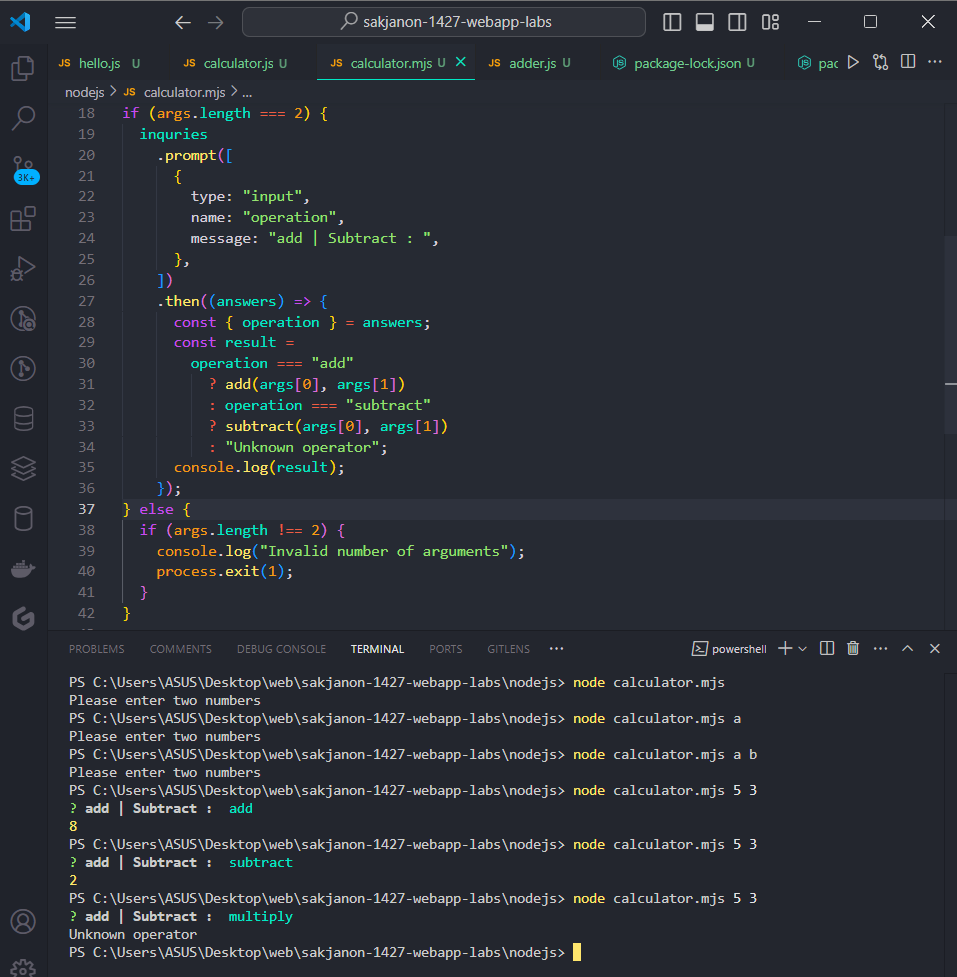 sakjanon-1427-webapp-labs
JS hello.js U JS calculator.js U JS calculator.mjs U JS adder.js U package-lock.json U JS pac
nodejs > JS calculator.mjs > ...
18 if (args.length === 2) {
19 inquries
20 .prompt([
21 {
22 type: "input",
23 name: "operation",
24 message: "add | Subtract : ",
25 },
26 ])
27 .then((answers) => {
28 const { operation } = answers;
29 const result =
30 operation === "add"
31 ? add(args[0], args[1])
32 : operation === "subtract"
33 ? subtract(args[0], args[1])
34 : "Unknown operator";
35 console.log(result);
36 });
37 } else {
38 if (args.length !== 2) {
39 console.log("Invalid number of arguments");
40 process.exit(1);
41 }
42 }
3K+
PROBLEMS COMMENTS DEBUG CONSOLE TERMINAL PORTS GITLENS ... powershell
PS C:\Users\ASUS\Desktop\web\sakjanon-1427-webapp-labs\nodejs> node calculator.mjs
Please enter two numbers
PS C:\Users\ASUS\Desktop\web\sakjanon-1427-webapp-labs\nodejs> node calculator.mjs a
Please enter two numbers
PS C:\Users\ASUS\Desktop\web\sakjanon-1427-webapp-labs\nodejs> node calculator.mjs a b
Please enter two numbers
PS C:\Users\ASUS\Desktop\web\sakjanon-1427-webapp-labs\nodejs> node calculator.mjs 5 3
? add | Subtract : add
8
PS C:\Users\ASUS\Desktop\web\sakjanon-1427-webapp-labs\nodejs> node calculator.mjs 5 3
? add | Subtract : subtract
2
PS C:\Users\ASUS\Desktop\web\sakjanon-1427-webapp-labs\nodejs> node calculator.mjs 5 3
? add | Subtract : multiply
Unknown operator
PS C:\Users\ASUS\Desktop\web\sakjanon-1427-webapp-labs\nodejs>